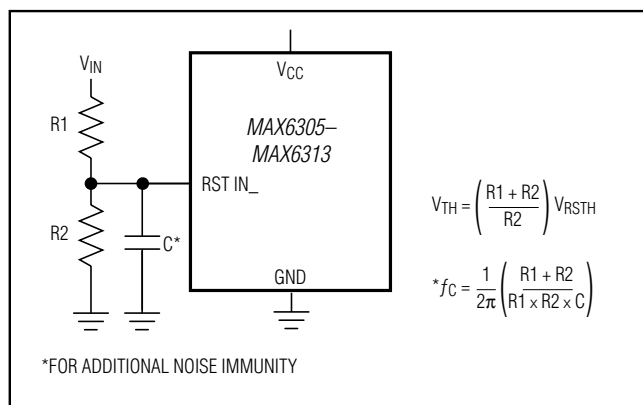 VIN
R1
R2
C*
VCC
MAX6305–
MAX6313
RST IN_
GND
VTH = ( R1 + R2 / R2 ) VRSTH
*fC = 1 / 2π ( R1 + R2 / R1 x R2 x C )
*FOR ADDITIONAL NOISE IMMUNITY